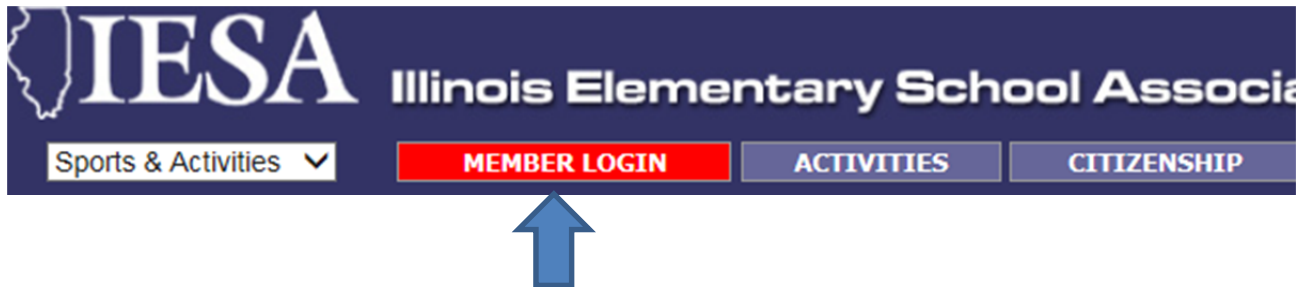 IESA
Illinois Elementary School Associa
Sports & Activities
MEMBER LOGIN
ACTIVITIES
CITIZENSHIP